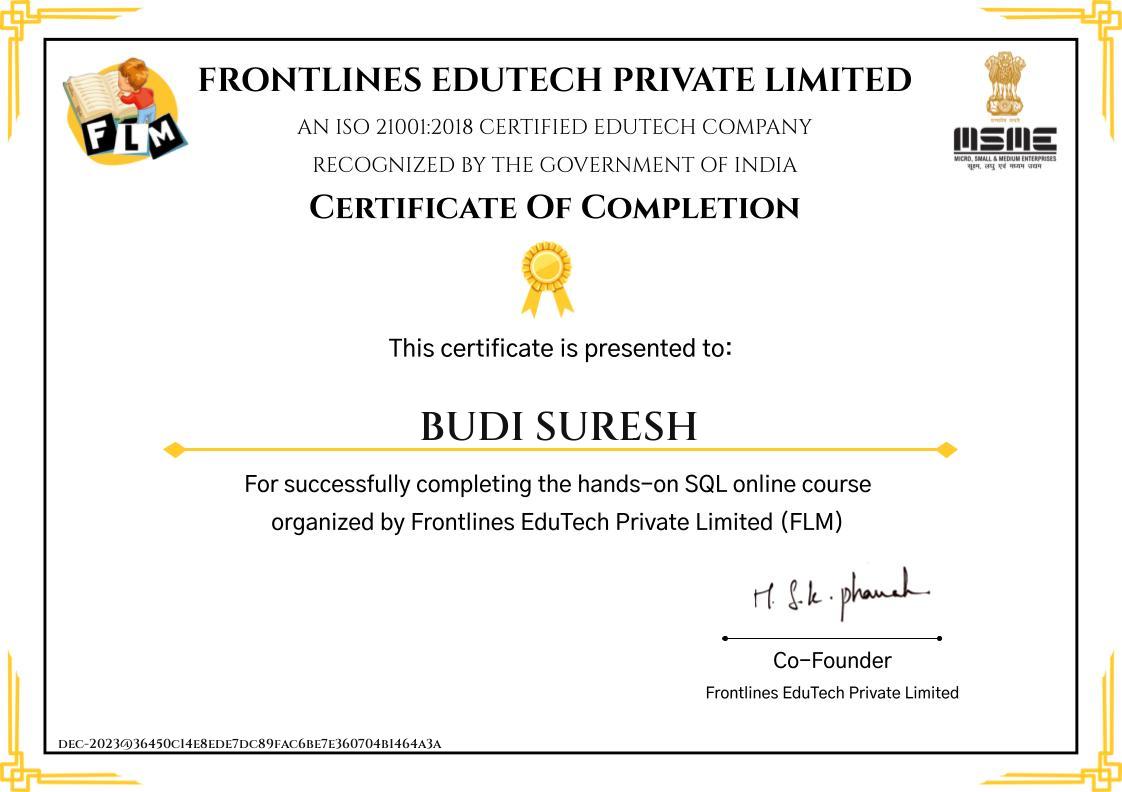 FLM
FRONTLINES EDUTECH PRIVATE LIMITED
AN ISO 21001:2018 CERTIFIED EDUTECH COMPANY
RECOGNIZED BY THE GOVERNMENT OF INDIA
CERTIFICATE OF COMPLETION
MSME
MICRO, SMALL & MEDIUM ENTERPRISES
सूक्ष्म, लघु एवं मध्यम उद्यम
This certificate is presented to:
BUDI SURESH
For successfully completing the hands-on SQL online course
organized by Frontlines EduTech Private Limited (FLM)
M. S.k. phanach
Co-Founder
Frontlines EduTech Private Limited
DEC-2023@36450C14E8EDE7DC89FAC6BE7E360704B1464A3A